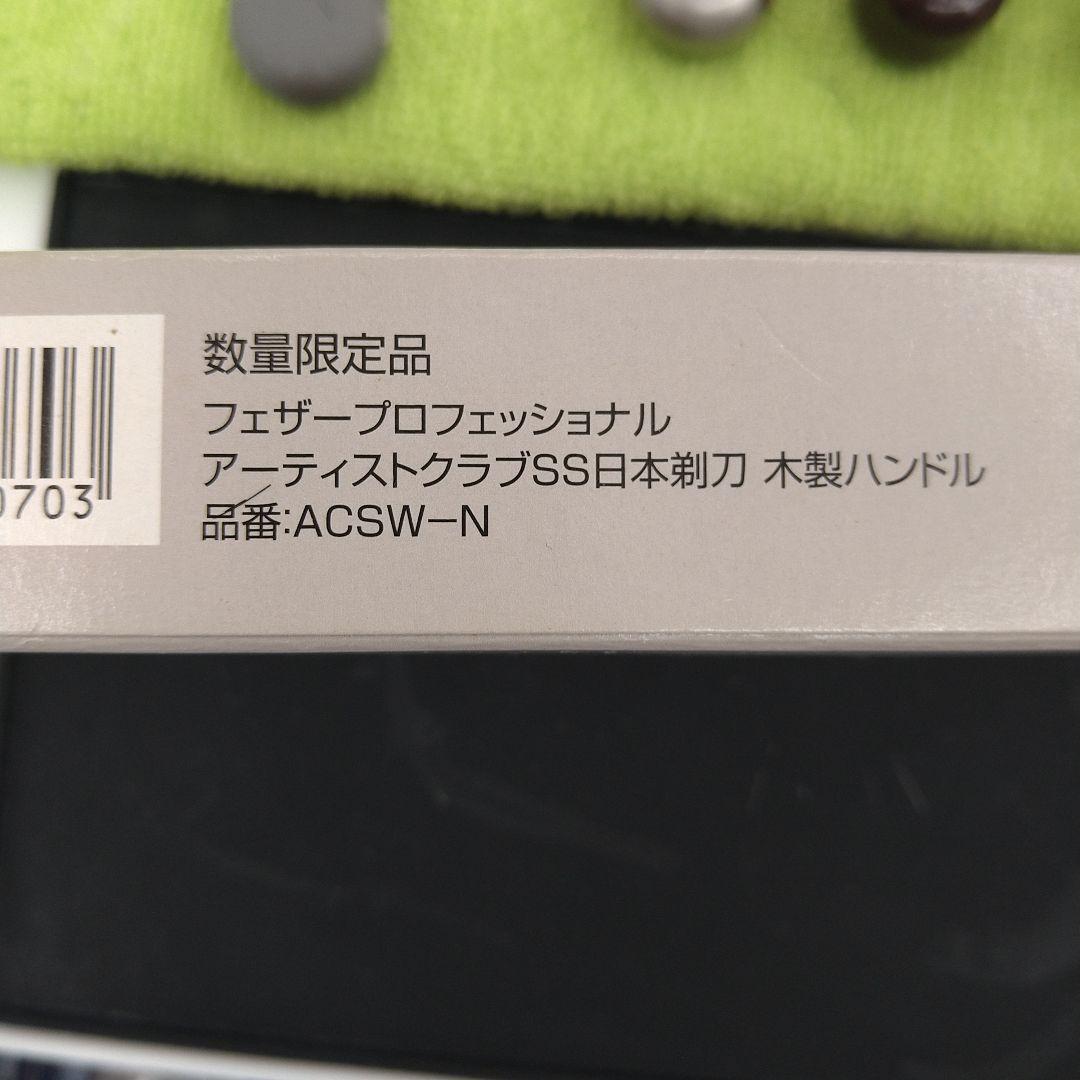 数量限定品
フェザープロフェッショナル
アーティストクラブSS日本剃刀 木製ハンドル
品番:ACSW-N
0703